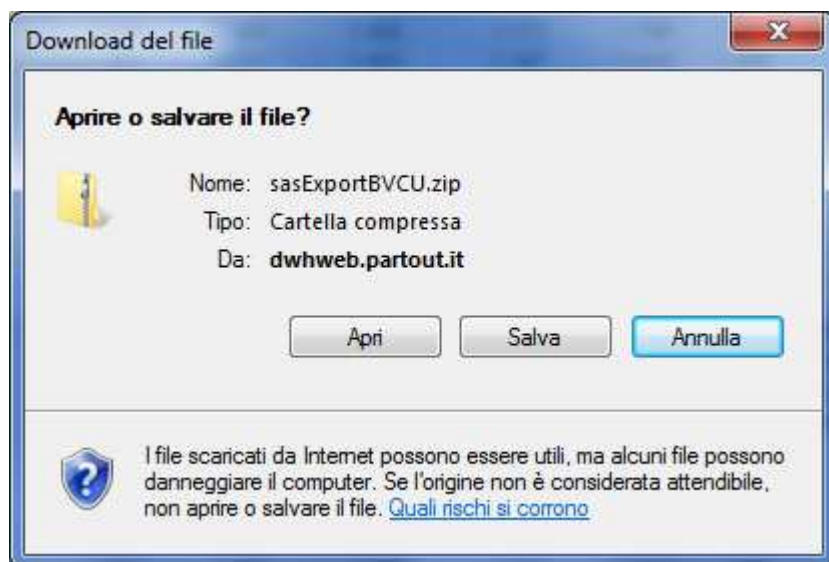 Download del file
Aprire o salvare il file?
Nome: sasExportBVCU.zip
Tipo: Cartella compressa
Da: dwhweb.partout.it
Apri Salva Annulla
I file scaricati da Internet possono essere utili, ma alcuni file possono
danneggiare il computer. Se l'origine non è considerata attendibile,
non aprire o salvare il file. Quali rischi si corrono